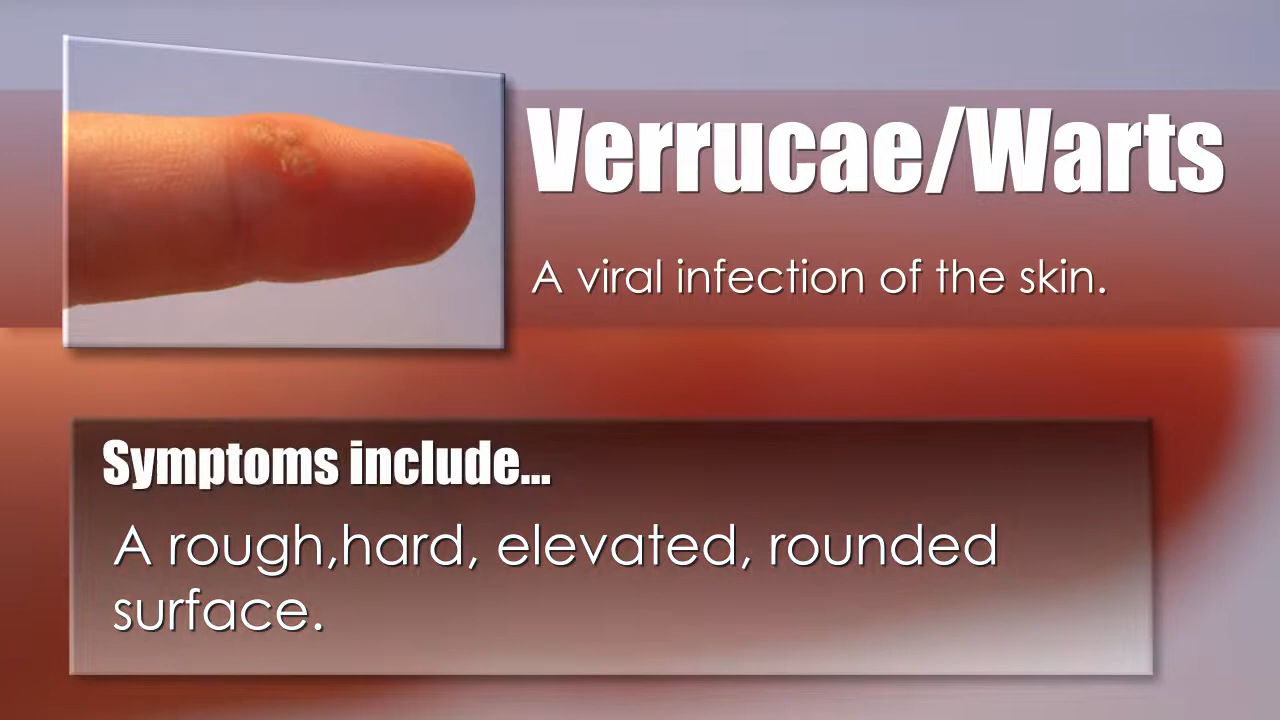 Verrucae/Warts
A viral infection of the skin.
Symptoms include...
A rough,hard, elevated, rounded
surface.